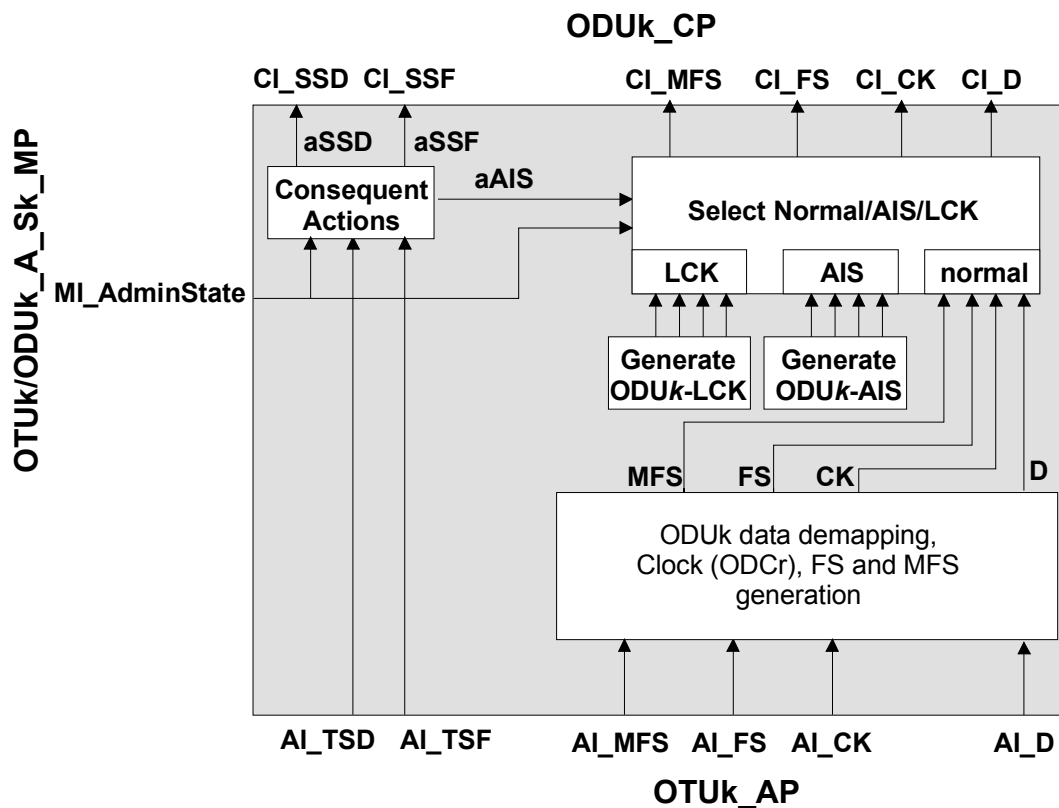 ODUk_CP
CI_SSD CI_SSF CI_MFS CI_FS CI_CK CI_D
OTUk/ODUk_A_Sk_MP
aSSD aSSF
aAIS
Consequent
Actions
Select Normal/AIS/LCK
LCK AIS normal
MI_AdminState
Generate
ODUk-LCK
Generate
ODUk-AIS
MFS FS CK D
ODUk data demapping,
Clock (ODCr), FS and MFS
generation
AI_TSD AI_TSF AI_MFS AI_FS AI_CK AI_D
OTUk_AP